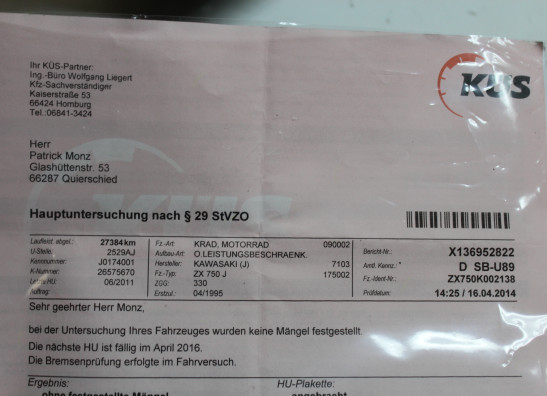 KÜS
Ihr KÜS-Partner:
Ing.-Büro Wolfgang Liegert
Kfz-Sachverständiger
Kaiserstraße 53
66424 Homburg
Tel.:06841-3424
Herr
Patrick Monz
Glashüttenstr. 53
66287 Quierschied
Hauptuntersuchung nach § 29 StVZO
Laufleist. abgel.: 27384km Fz.-Art: KRAD, MOTORRAD 090002
U-Stelle: 2529AJ Aufbau-Art: O.LEISTUNGSBESCHRAENK. Bericht-Nr.: X136952822
Kennummer: J0174001 Hersteller: KAWASAKI (J) 7103 Amtl. Kennz.: D SB-U89
K-Nummer: 26575670 Fz.-Typ: ZX 750 J 175002 Fz.-Ident-Nr.: ZX750K002138
Letzte HU: 06/2011 ZGG: 330
Auftrag: Erstzul.: 04/1995 Prüfdatum: 14:25 / 16.04.2014
Sehr geehrter Herr Monz,
bei der Untersuchung Ihres Fahrzeuges wurden keine Mängel festgestellt.
Die nächste HU ist fällig im April 2016.
Die Bremsenprüfung erfolgte im Fahrversuch.
Ergebnis: HU-Plakette:
ohne festgestellte Mängel angebracht